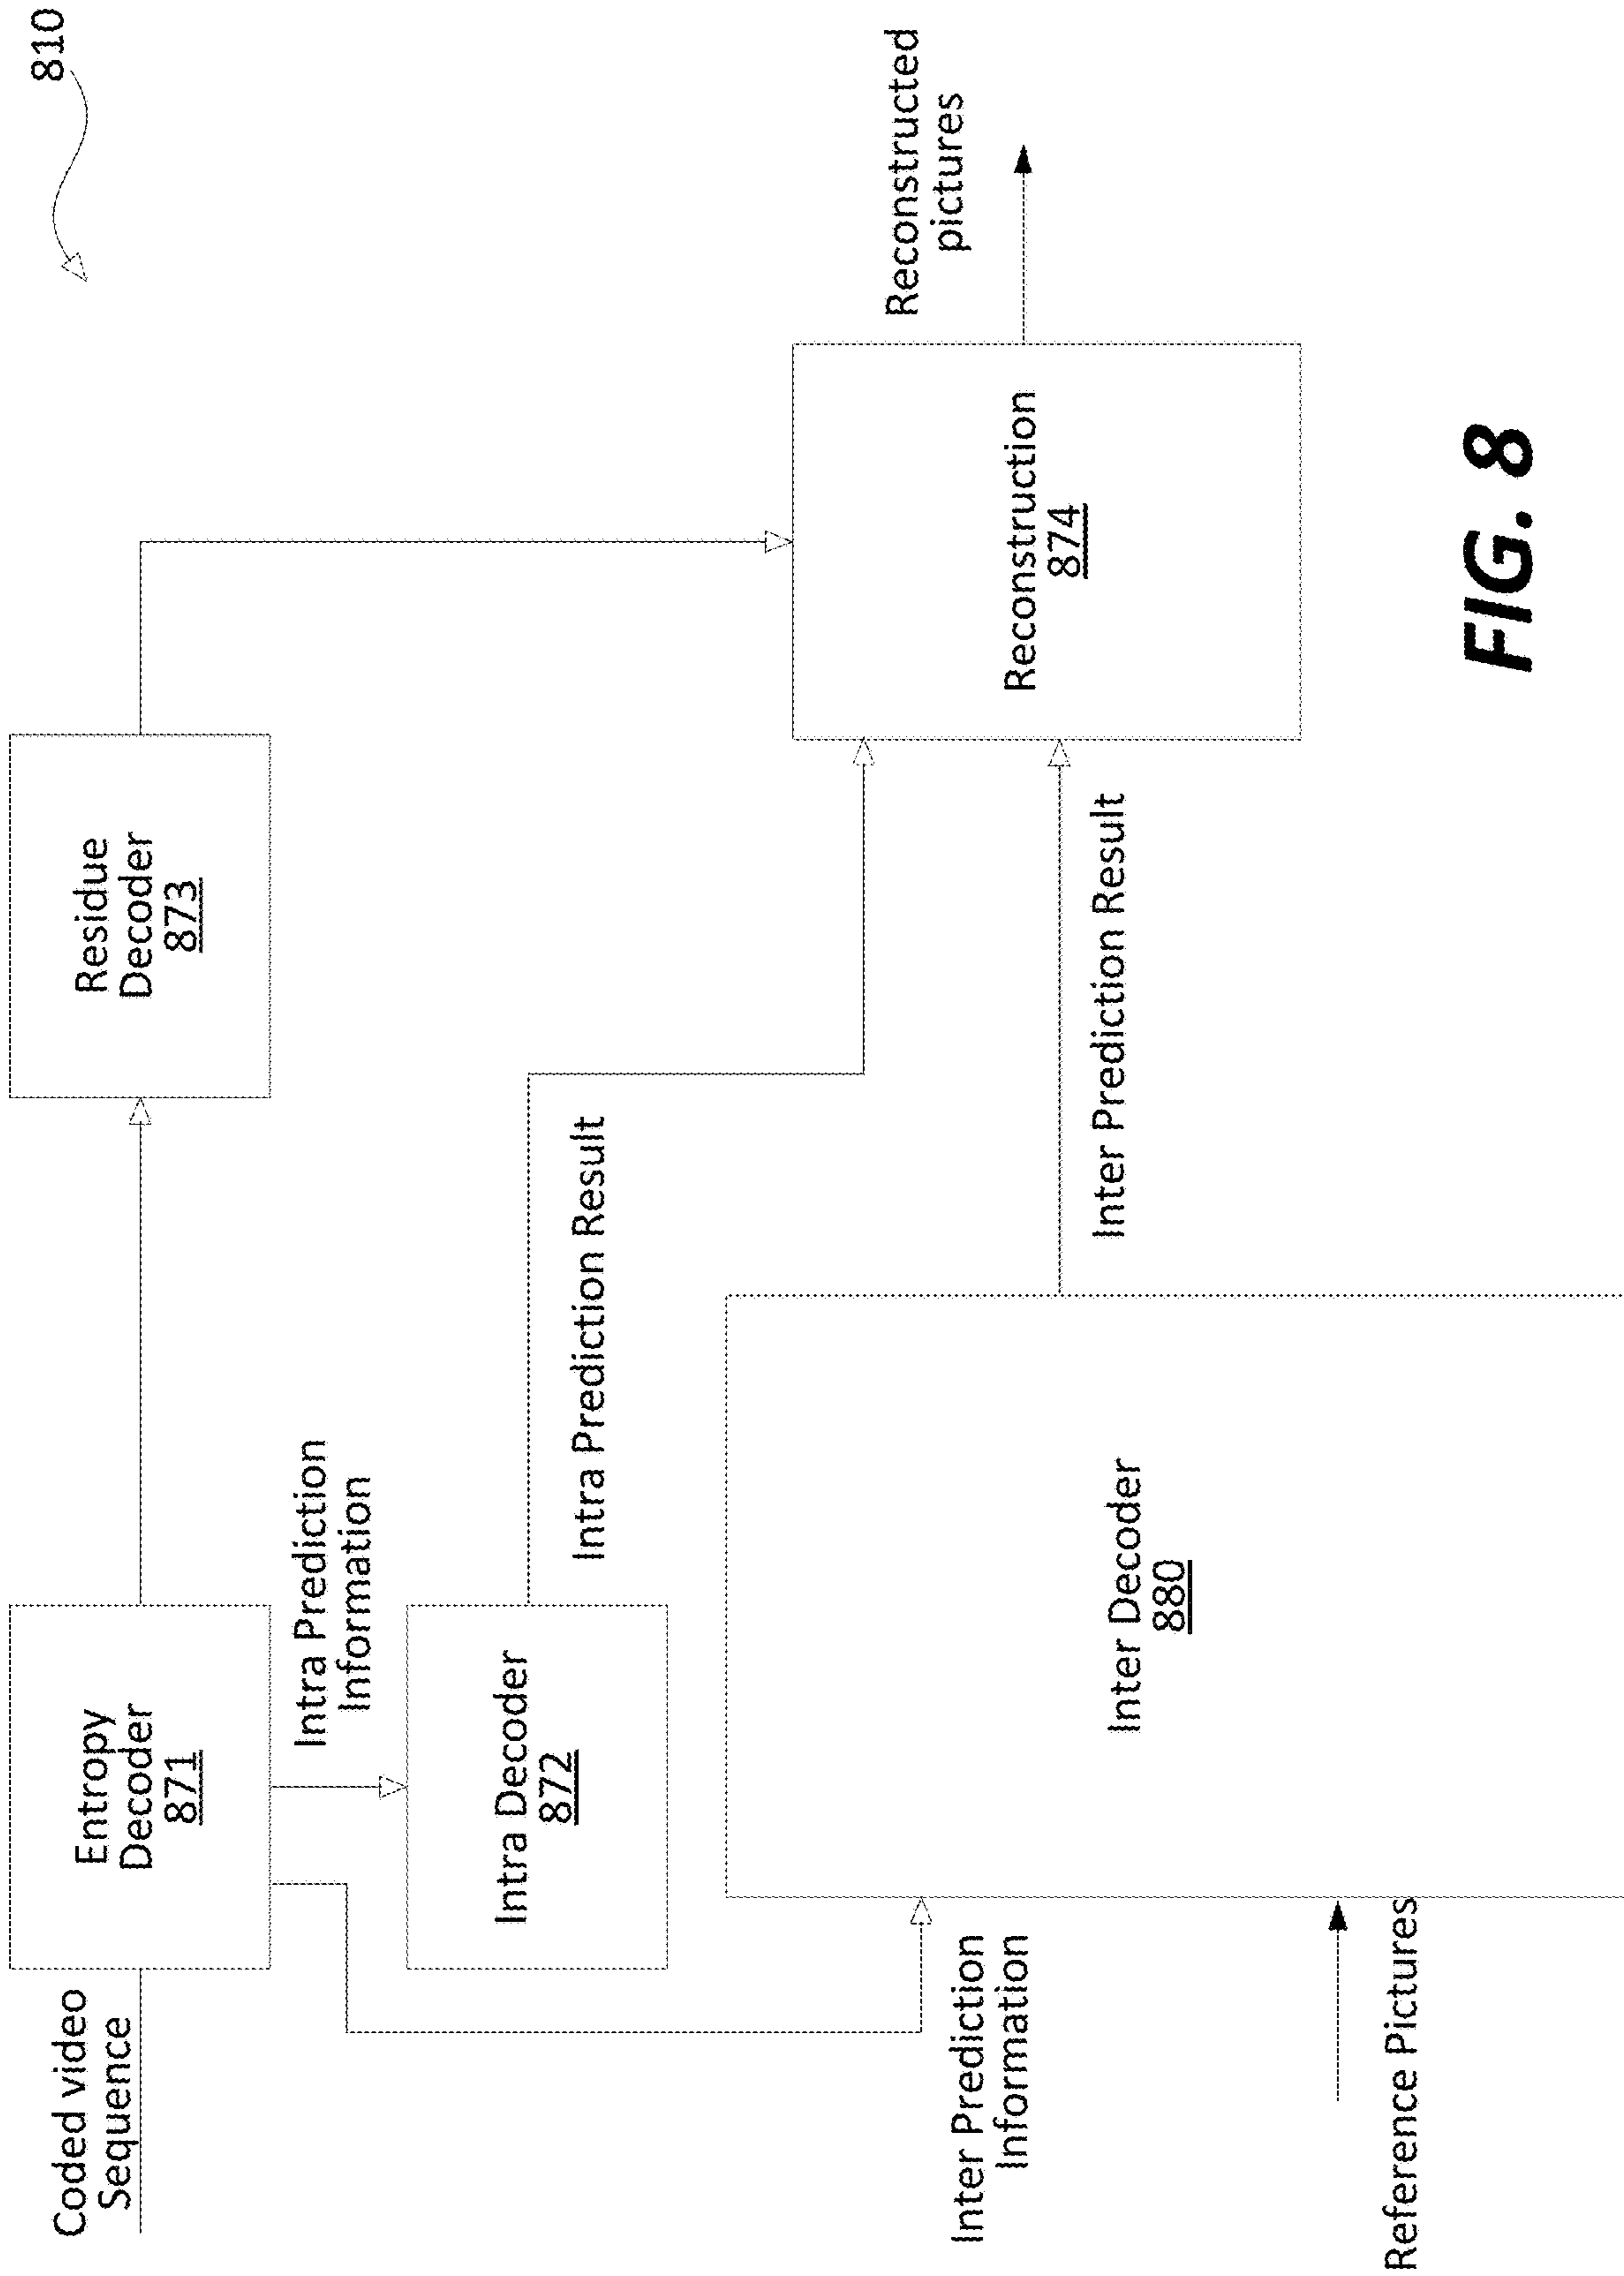 810
Coded video
Sequence
Entropy
Decoder
871
Residue
Decoder
873
Intra Prediction
Information
Intra Decoder
872
Intra Prediction Result
Reconstructed
pictures
Inter Prediction
Information
Inter Decoder
880
Inter Prediction Result
Reconstruction
874
Reference Pictures
FIG. 8